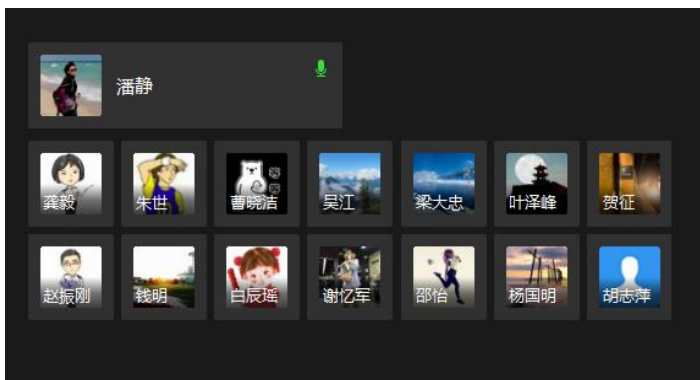 潘静
龚毅
朱世
曹晓洁
吴江
梁大忠
叶泽峰
贺征
赵振刚
钱明
白辰瑶
谢忆军
邵怡
杨国明
胡志萍